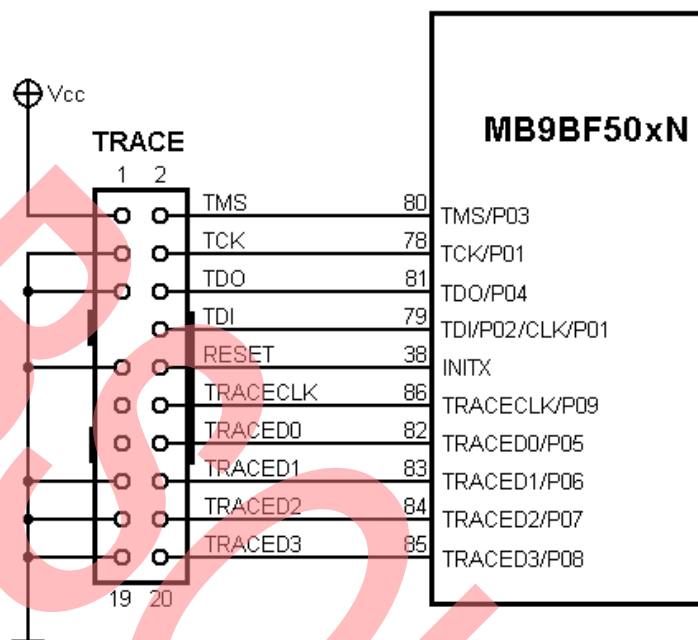 Vcc
MB9BF50xN
TRACE
1 2
TMS 80 TMS/P03
TCK 78 TCK/P01
TDO 81 TDO/P04
TDI 79 TDI/P02/CLK/P01
RESET 38 INITX
TRACECLK 86 TRACECLK/P09
TRACED0 82 TRACED0/P05
TRACED1 83 TRACED1/P06
TRACED2 84 TRACED2/P07
TRACED3 85 TRACED3/P08
19 20